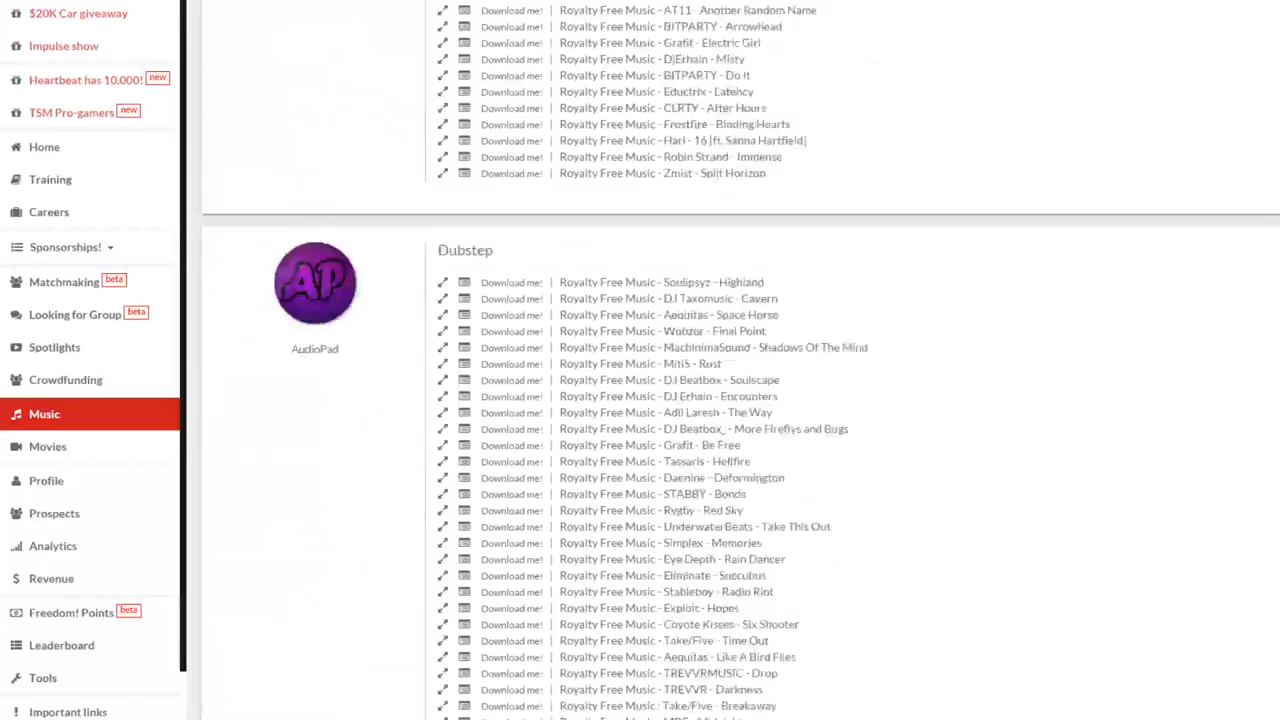 $20K Car giveaway
Impulse show
Heartbeat has 10,000! new
TSM Pro-gamers new
Home
Training
Careers
Sponsorships!
Matchmaking beta
Looking for Group beta
Spotlights
Crowdfunding
Music
Movies
Profile
Prospects
Analytics
Revenue
Freedom! Points beta
Leaderboard
Tools
Important links
Download me! | Royalty Free Music - AT11 - Another Random Name
Download me! | Royalty Free Music - BITPARTY - Arrowhead
Download me! | Royalty Free Music - Grafit - Electric Girl
Download me! | Royalty Free Music - DjErhain - Misty
Download me! | Royalty Free Music - BITPARTY - Do It
Download me! | Royalty Free Music - Eductrix - Latency
Download me! | Royalty Free Music - CLRTY - After Hours
Download me! | Royalty Free Music - Frostfire - Binding Hearts
Download me! | Royalty Free Music - Hari - 16 [ft. Sanna Hartfield]
Download me! | Royalty Free Music - Robin Strand - Immense
Download me! | Royalty Free Music - Zmist - Split Horizon
AP
AudioPad
Dubstep
Download me! | Royalty Free Music - Soulipsyz - Highland
Download me! | Royalty Free Music - DJ Taxomusic - Cavern
Download me! | Royalty Free Music - Aequitas - Space Horse
Download me! | Royalty Free Music - Wobzor - Final Point
Download me! | Royalty Free Music - MachinimaSound - Shadows Of The Mind
Download me! | Royalty Free Music - MitiS - Rust
Download me! | Royalty Free Music - DJ Beatbox - Soulscape
Download me! | Royalty Free Music - DJ Erhain - Encounters
Download me! | Royalty Free Music - Adil Laresh - The Way
Download me! | Royalty Free Music - DJ Beatbox_ - More Fireflys and Bugs
Download me! | Royalty Free Music - Grafit - Be Free
Download me! | Royalty Free Music - Tassaris - Hellfire
Download me! | Royalty Free Music - Daenine - Deformington
Download me! | Royalty Free Music - STABBY - Bonds
Download me! | Royalty Free Music - Rygby - Red Sky
Download me! | Royalty Free Music - UnderwaterBeats - Take This Out
Download me! | Royalty Free Music - Simplex - Memories
Download me! | Royalty Free Music - Eye Depth - Rain Dancer
Download me! | Royalty Free Music - Eliminate - Succubus
Download me! | Royalty Free Music - Stableboy - Radio Riot
Download me! | Royalty Free Music - Exploit - Hopes
Download me! | Royalty Free Music - Coyote Kisses - Six Shooter
Download me! | Royalty Free Music - Take/Five - Time Out
Download me! | Royalty Free Music - Aequitas - Like A Bird Flies
Download me! | Royalty Free Music - TREVVRMUSIC - Drop
Download me! | Royalty Free Music - TREVVR - Darkness
Download me! | Royalty Free Music - Take/Five - Breakaway